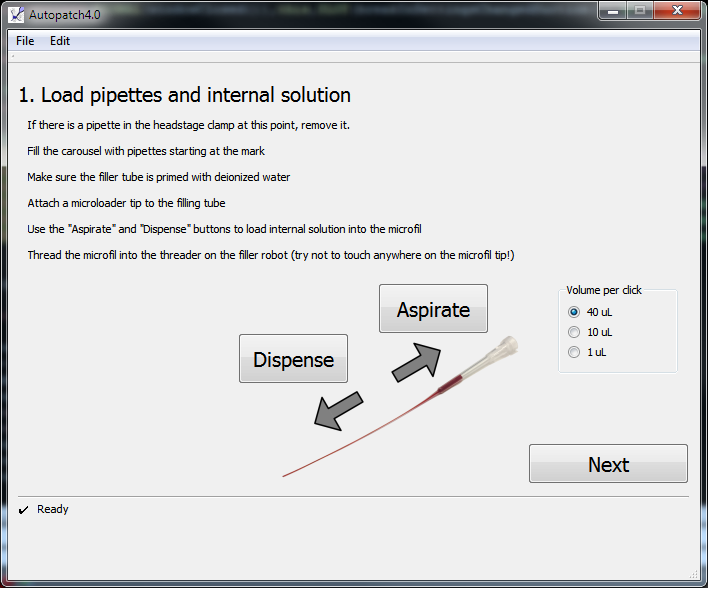 Autopatch4.0
File Edit
1. Load pipettes and internal solution
If there is a pipette in the headstage clamp at this point, remove it.
Fill the carousel with pipettes starting at the mark
Make sure the filler tube is primed with deionized water
Attach a microloader tip to the filling tube
Use the "Aspirate" and "Dispense" buttons to load internal solution into the microfil
Thread the microfil into the threader on the filler robot (try not to touch anywhere on the microfil tip!)
Aspirate
Dispense
Volume per click
40 uL
10 uL
1 uL
Next
Ready